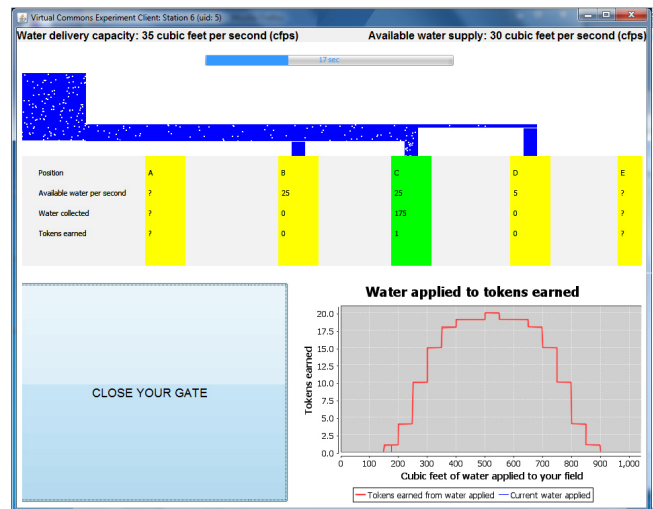 Virtual Commons Experiment Client: Station 6 (uid: 5)
Water delivery capacity: 35 cubic feet per second (cfps) Available water supply: 30 cubic feet per second (cfps)
17 sec
Position A B C D E
Available water per second ? 25 25 5 ?
Water collected ? 0 175 0 ?
Tokens earned ? 0 1 0 ?
CLOSE YOUR GATE
Water applied to tokens earned
Tokens earned
20.0
17.5
15.0
12.5
10.0
7.5
5.0
2.5
0.0
0 100 200 300 400 500 600 700 800 900 1,000
Cubic feet of water applied to your field
Tokens earned from water applied Current water applied